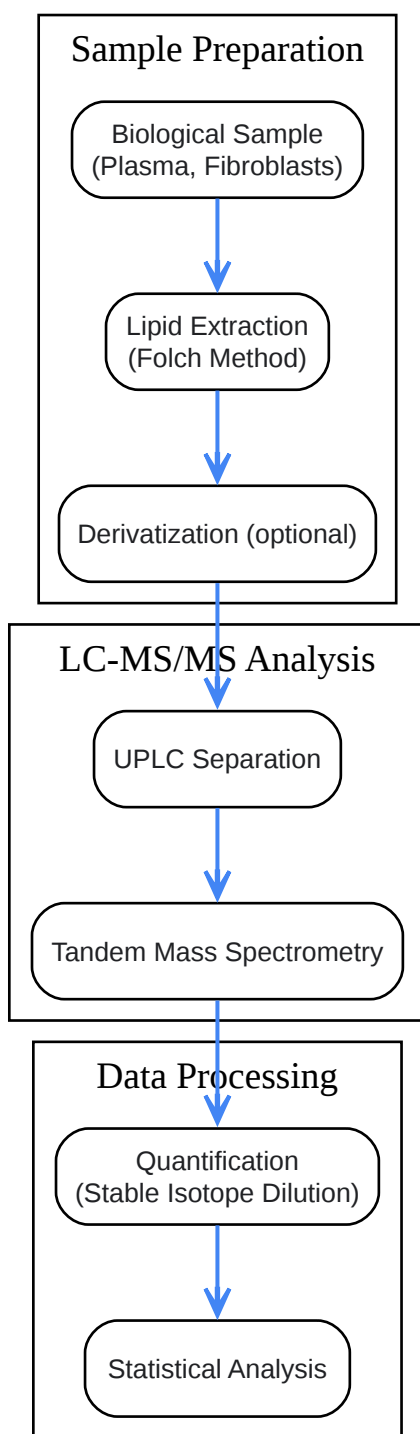 Sample Preparation
Biological Sample
(Plasma, Fibroblasts)
Lipid Extraction
(Folch Method)
Derivatization (optional)
LC-MS/MS Analysis
UPLC Separation
Tandem Mass Spectrometry
Data Processing
Quantification
(Stable Isotope Dilution)
Statistical Analysis